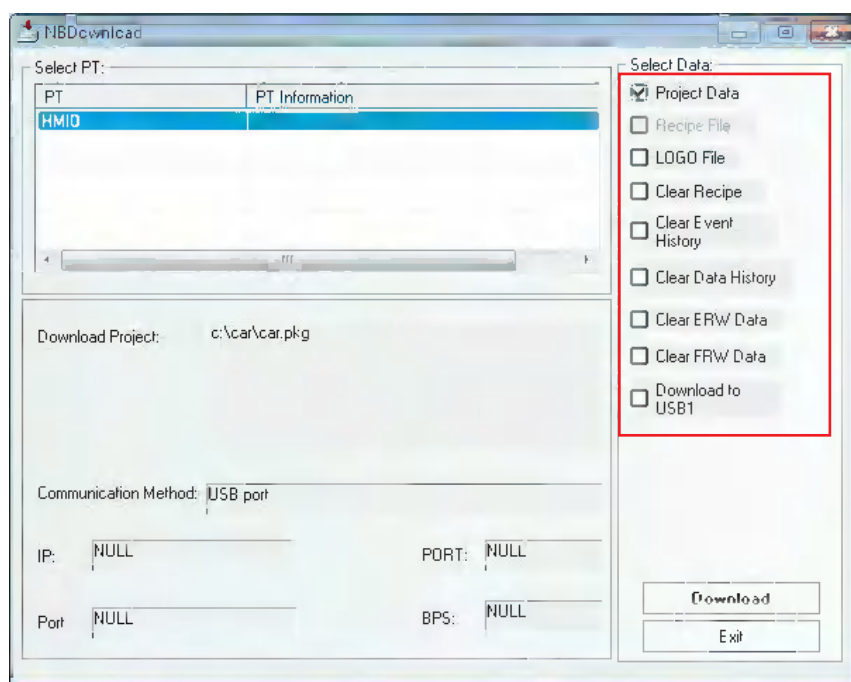 NBDownload
Select PT:
PT PT Information
HMI0
Download Project: c:\car\car.pkg
Communication Method: USB port
IP: NULL PORT: NULL
Port NULL BPS: NULL
Select Data:
Project Data
Recipe File
LOGO File
Clear Recipe
Clear Event
History
Clear Data History
Clear ERW Data
Clear FRW Data
Download to
USB1
Download
Exit